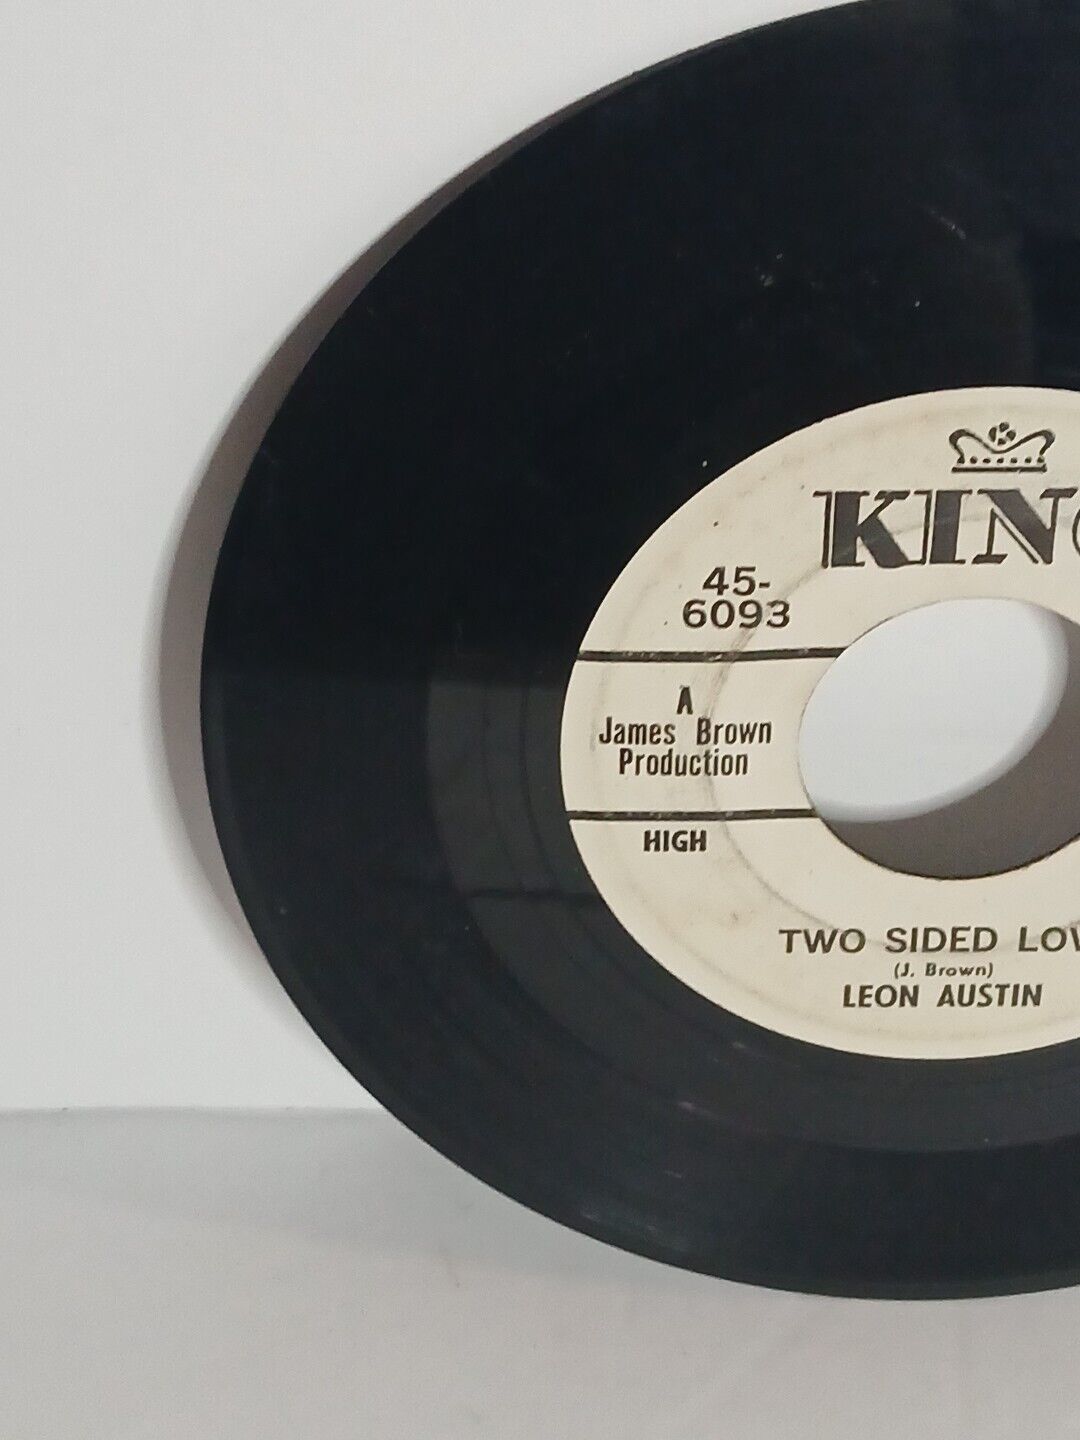 KIN
45-
6093
A
James Brown
Production
HIGH
TWO SIDED LOV
(J. Brown)
LEON AUSTIN